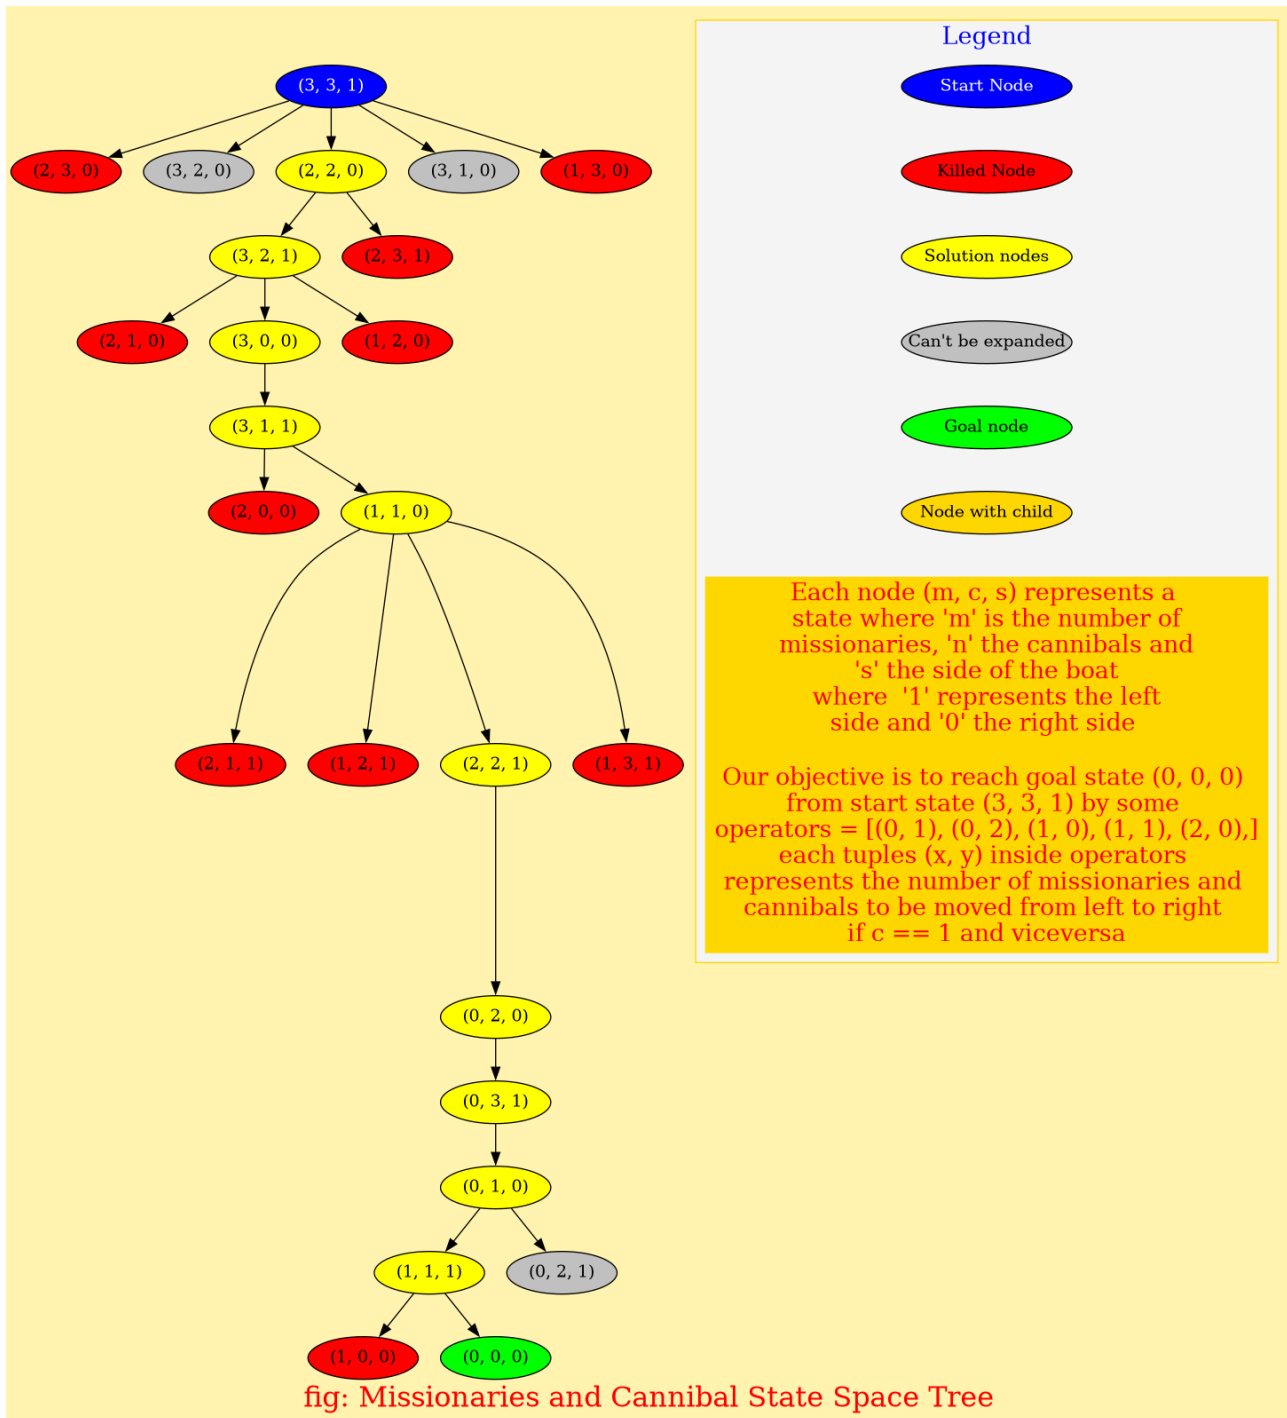 Legend
(3, 3, 1)
Start Node
(2, 3, 0)
(3, 2, 0)
(2, 2, 0)
(3, 1, 0)
(1, 3, 0)
Killed Node
(3, 2, 1)
(2, 3, 1)
Solution nodes
(2, 1, 0)
(3, 0, 0)
(1, 2, 0)
Can't be expanded
(3, 1, 1)
Goal node
(2, 0, 0)
(1, 1, 0)
Node with child
Each node (m, c, s) represents a
state where 'm' is the number of
missionaries, 'n' the cannibals and
's' the side of the boat
where  '1' represents the left
side and '0' the right side
(2, 1, 1)
(1, 2, 1)
(2, 2, 1)
(1, 3, 1)
Our objective is to reach goal state (0, 0, 0)
from start state (3, 3, 1) by some
operators = [(0, 1), (0, 2), (1, 0), (1, 1), (2, 0),]
each tuples (x, y) inside operators
represents the number of missionaries and
cannibals to be moved from left to right
if c == 1 and viceversa
(0, 2, 0)
(0, 3, 1)
(0, 1, 0)
(1, 1, 1)
(0, 2, 1)
(1, 0, 0)
(0, 0, 0)
fig: Missionaries and Cannibal State Space Tree